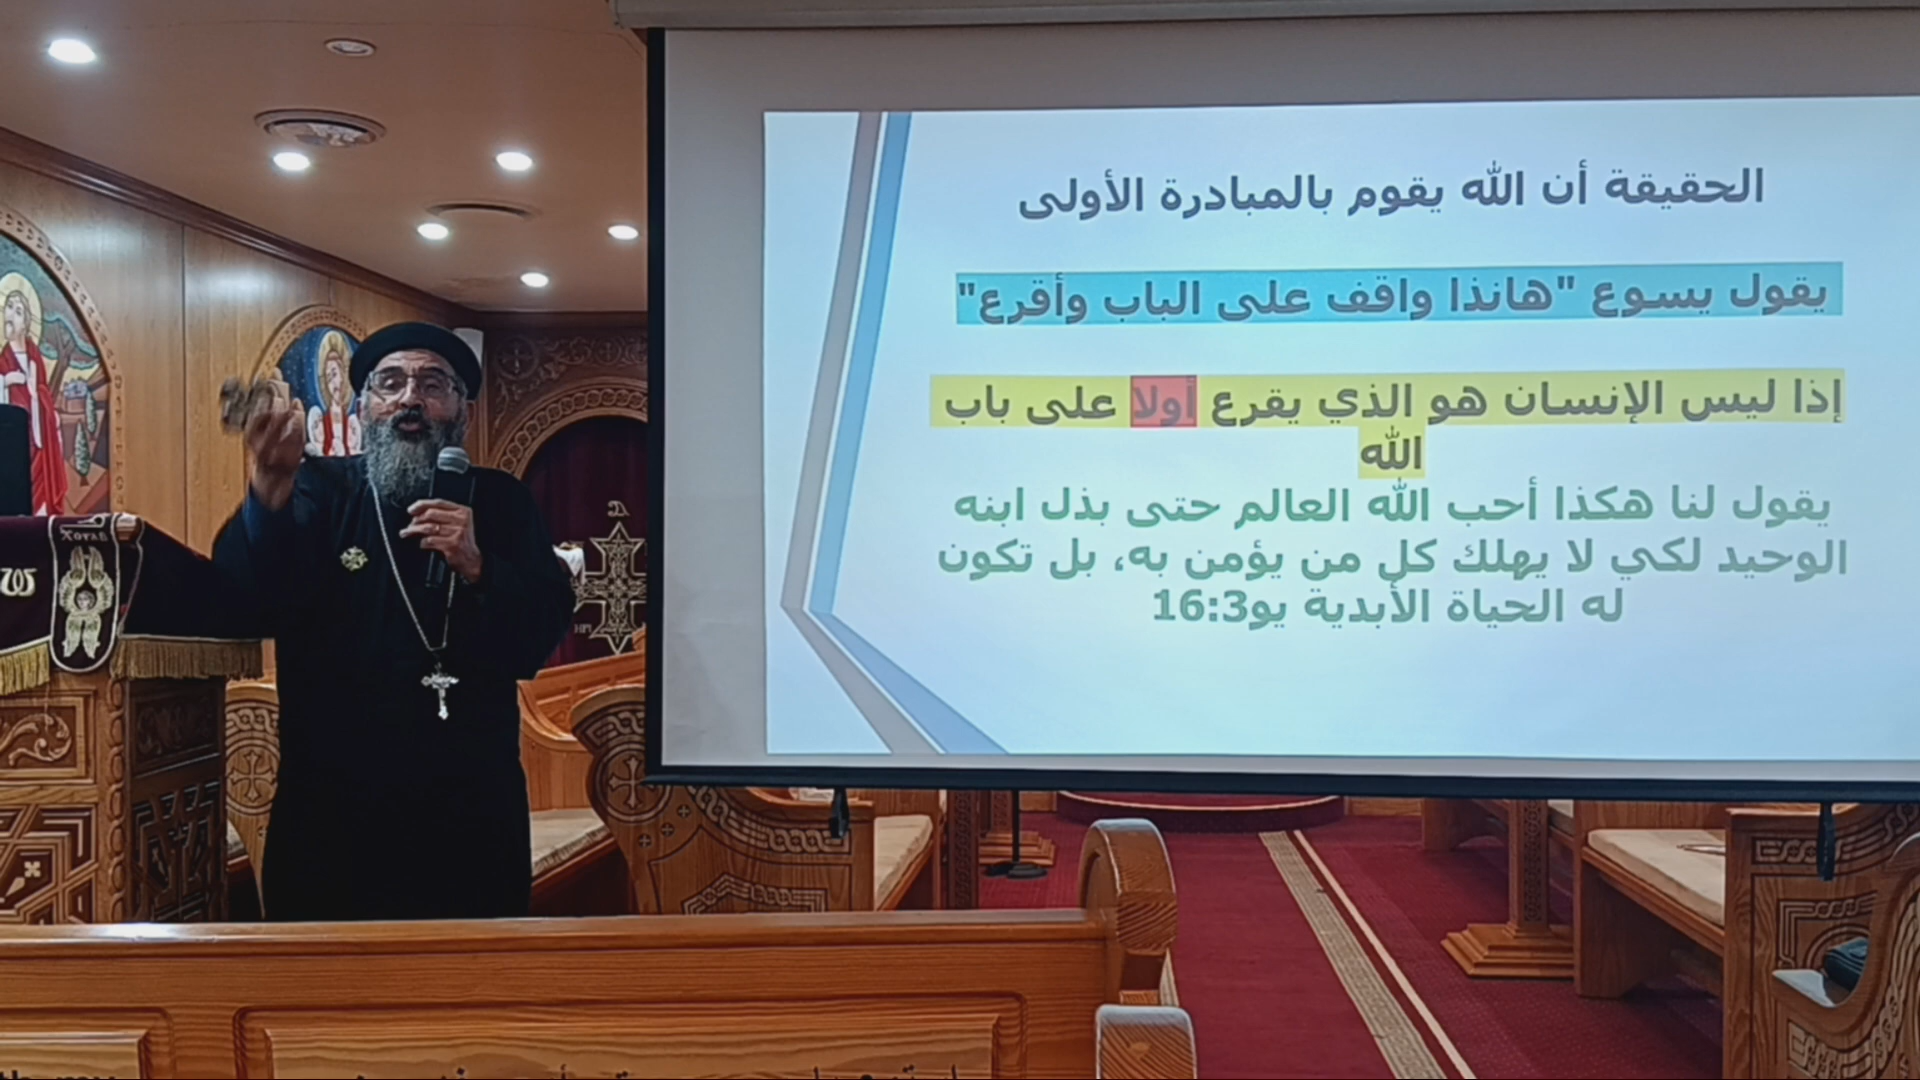 الحقيقة أن الله يقوم بالمبادرة الأولى
يقول يسوع "هانذا واقف على الباب وأقرع"
إذا ليس الإنسان هو الذي يقرع أولا على باب
الله
يقول لنا هكذا أحب الله العالم حتى بذل ابنه
الوحيد لكي لا يهلك كل من يؤمن به، بل تكون
له الحياة الأبدية يو16:3